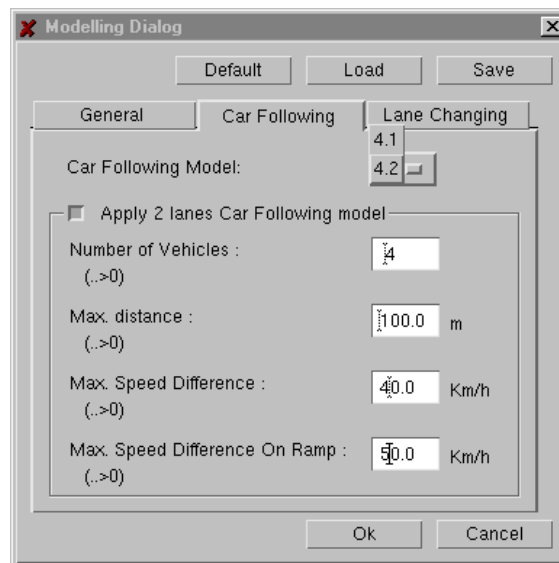 Modelling Dialog
Default Load Save
General Car Following Lane Changing
4.1
Car Following Model: 4.2
Apply 2 lanes Car Following model
Number of Vehicles : 4
(..>0)
Max. distance : 100.0 m
(..>0)
Max. Speed Difference : 40.0 Km/h
(..>0)
Max. Speed Difference On Ramp : 50.0 Km/h
(..>0)
Ok Cancel